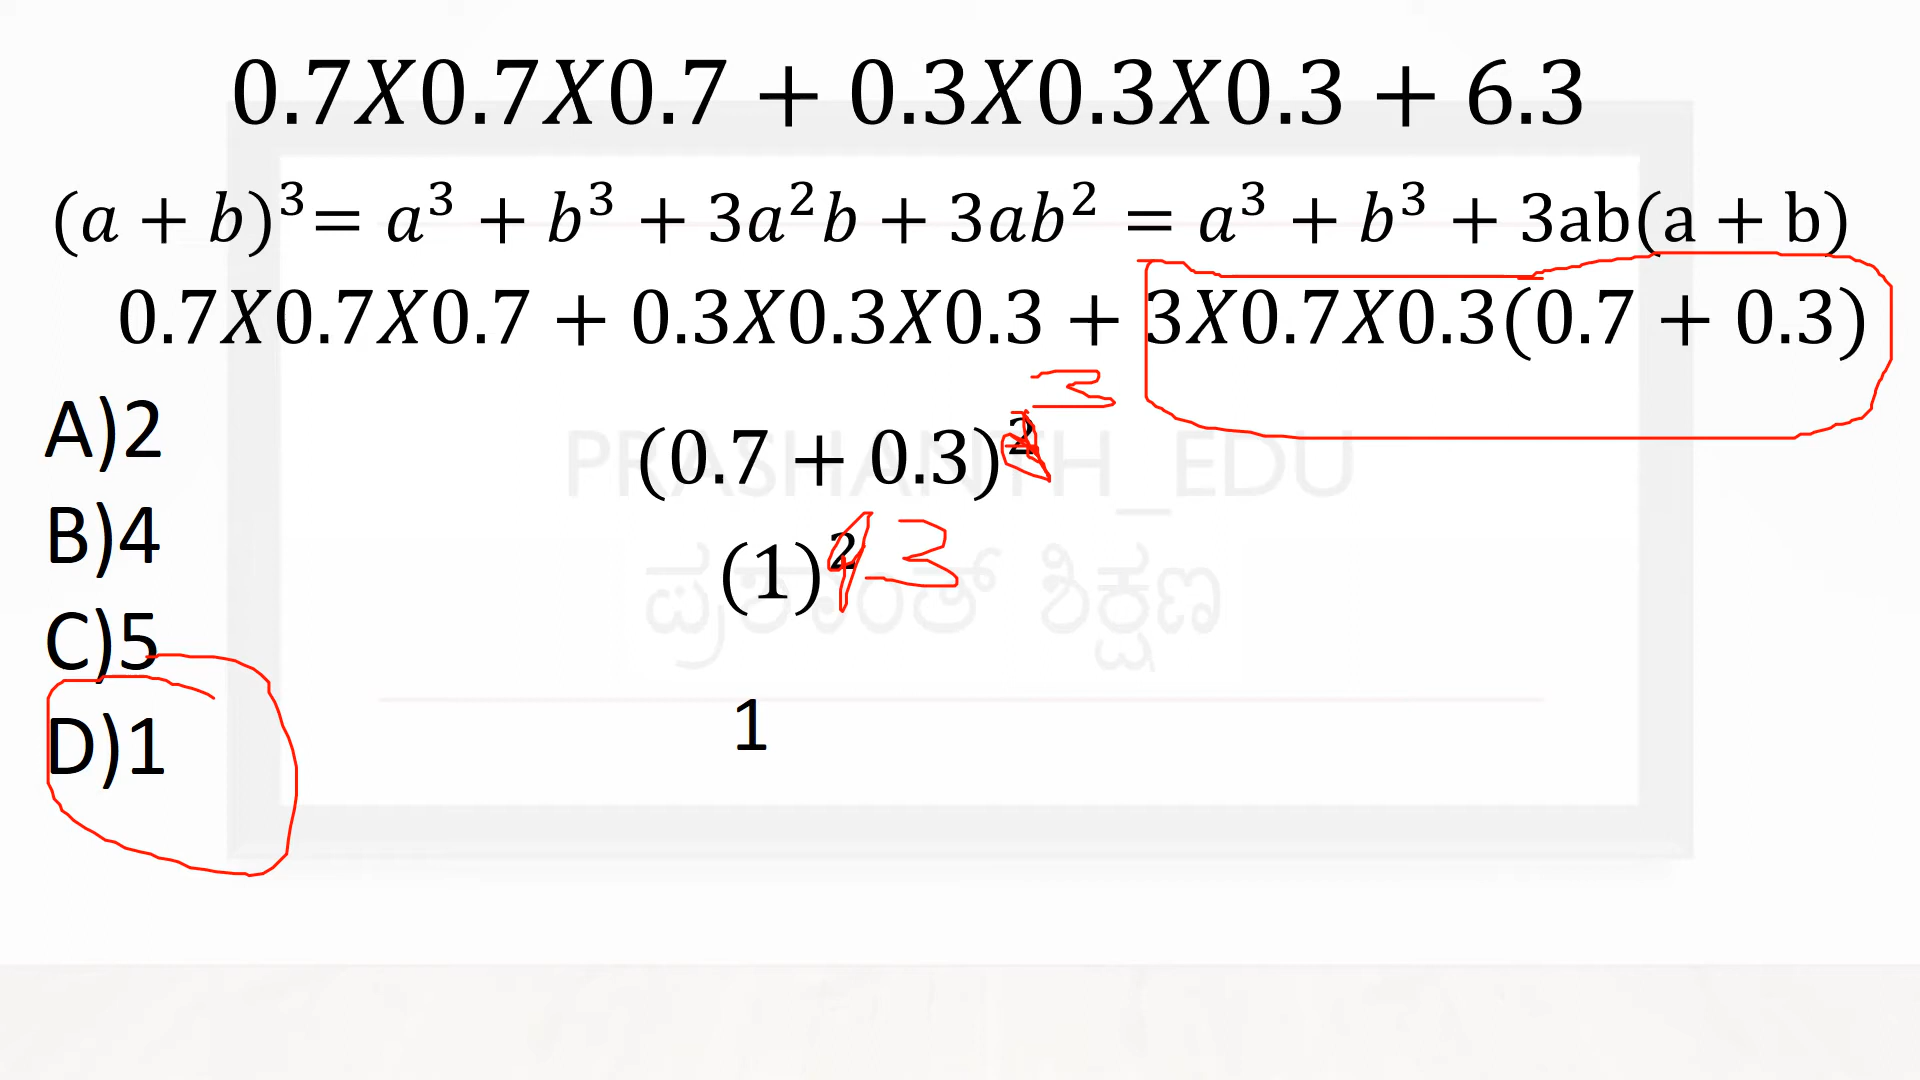 0.7X0.7X0.7 + 0.3X0.3X0.3 + 6.3
(a + b)³= a³ + b³ + 3a²b + 3ab² = a³ + b³ + 3ab(a + b)
0.7X0.7X0.7 + 0.3X0.3X0.3 + 3X0.7X0.3(0.7 + 0.3)
A)2
B)4
C)5
D)1
(0.7 + 0.3)²
(1)² 3
1
PRASHANTH_EDU
ಪ್ರಶಾಂತ್ ಶಿಕ್ಷಣ